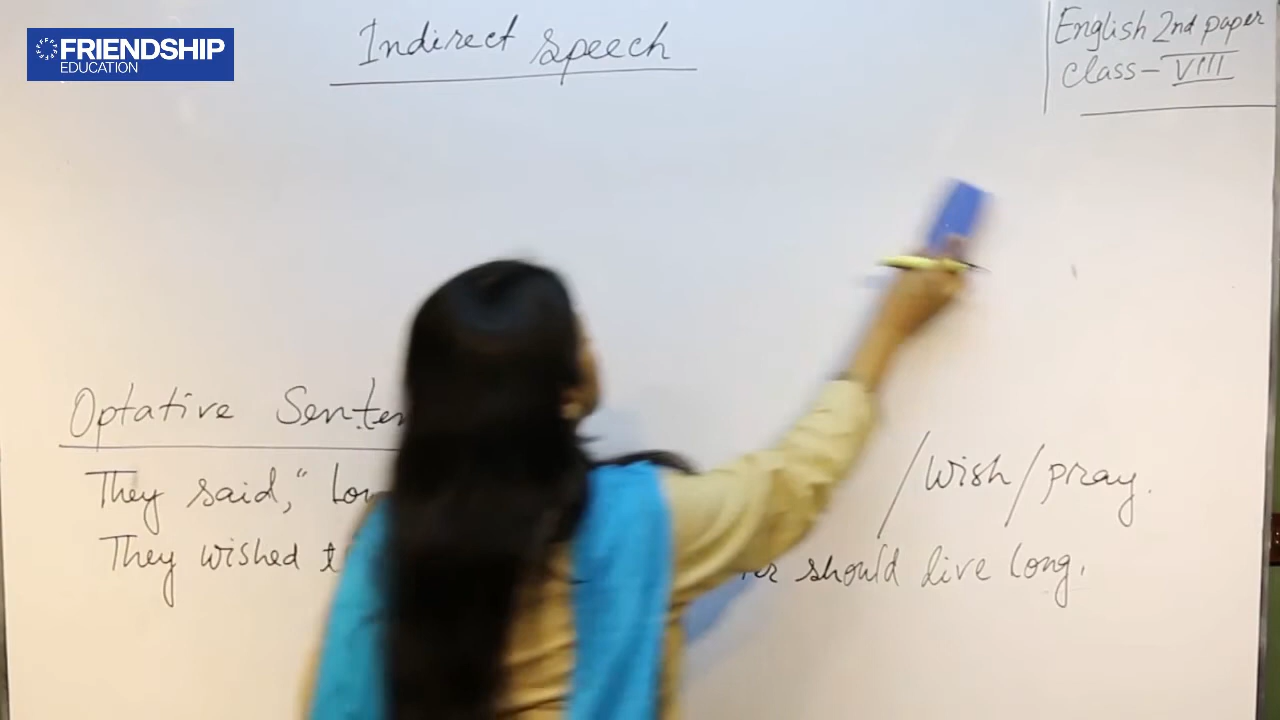 FRIENDSHIP
EDUCATION
Indirect Speech
English 2nd paper
Class - VIII
Optative Senten
They said, "Lon
/Wish/pray.
They wished t
should live long.